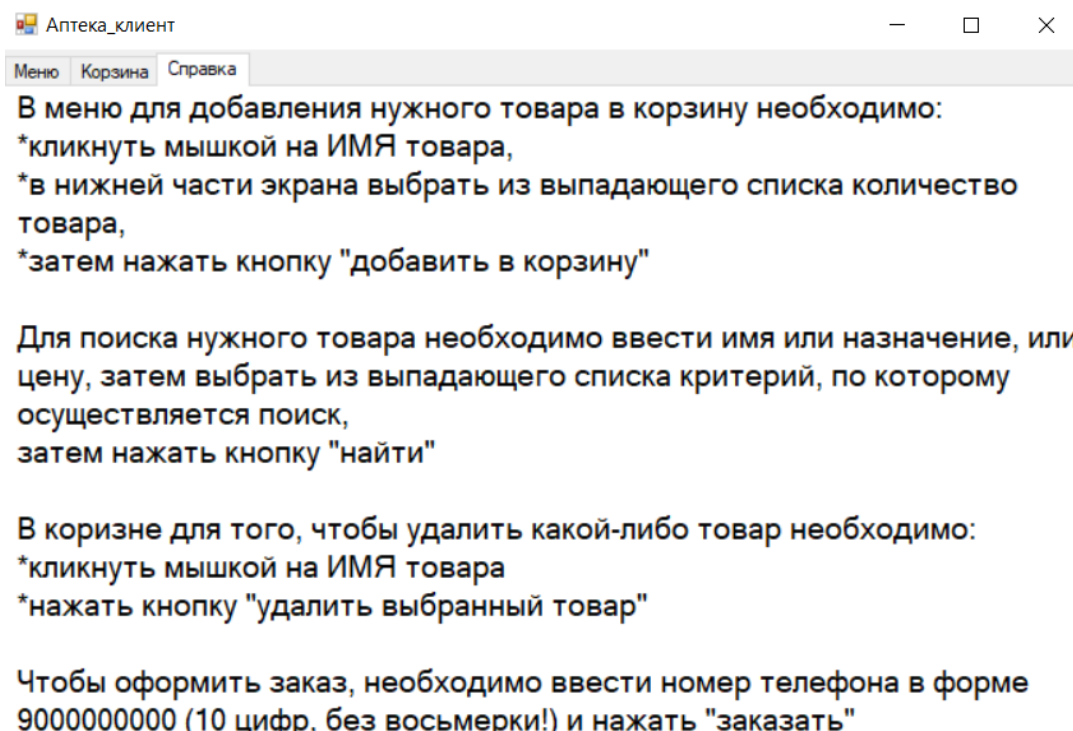 Аптека_клиент
Меню Корзина Справка
В меню для добавления нужного товара в корзину необходимо:
*кликнуть мышкой на ИМЯ товара,
*в нижней части экрана выбрать из выпадающего списка количество
товара,
*затем нажать кнопку "добавить в корзину"
Для поиска нужного товара необходимо ввести имя или назначение, или
цену, затем выбрать из выпадающего списка критерий, по которому
осуществляется поиск,
затем нажать кнопку "найти"
В коризне для того, чтобы удалить какой-либо товар необходимо:
*кликнуть мышкой на ИМЯ товара
*нажать кнопку "удалить выбранный товар"
Чтобы оформить заказ, необходимо ввести номер телефона в форме
9000000000 (10 цифр, без восьмерки!) и нажать "заказать"